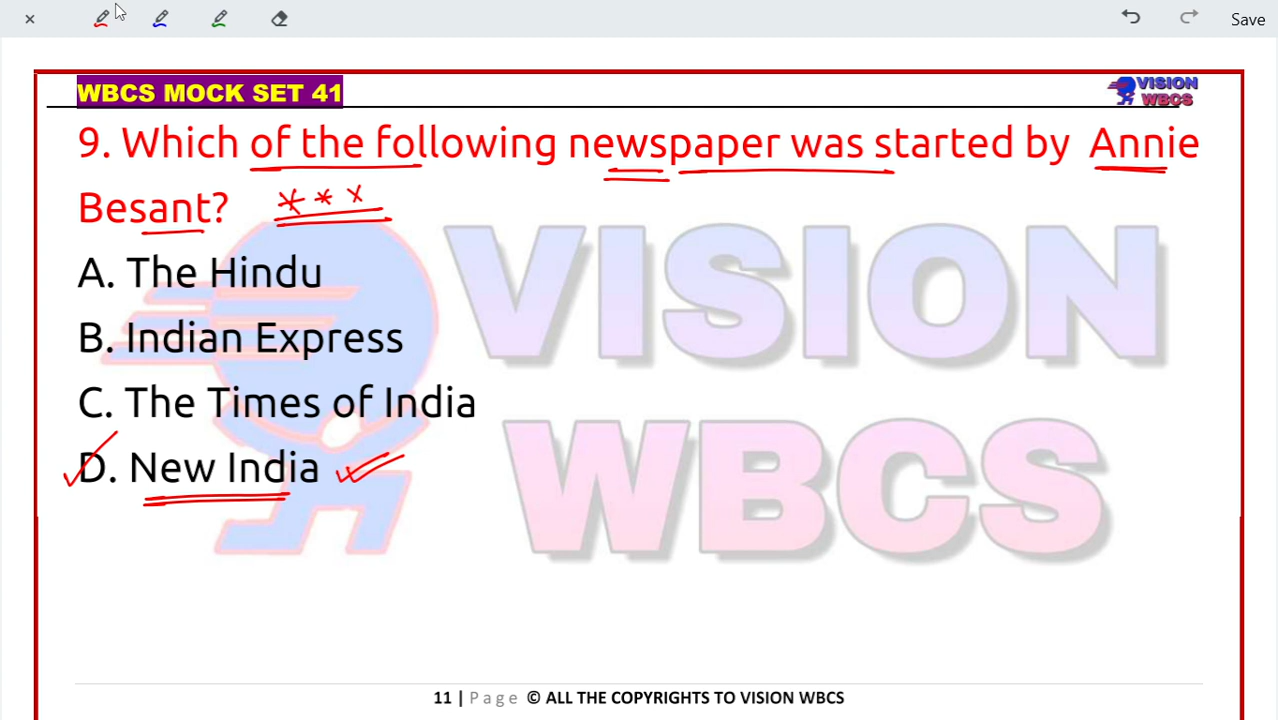 Save
WBCS MOCK SET 41
VISION
WBCS
9. Which of the following newspaper was started by Annie
Besant? ***
A. The Hindu
B. Indian Express
C. The Times of India
D. New India
VISION
WBCS
11 | Page © ALL THE COPYRIGHTS TO VISION WBCS